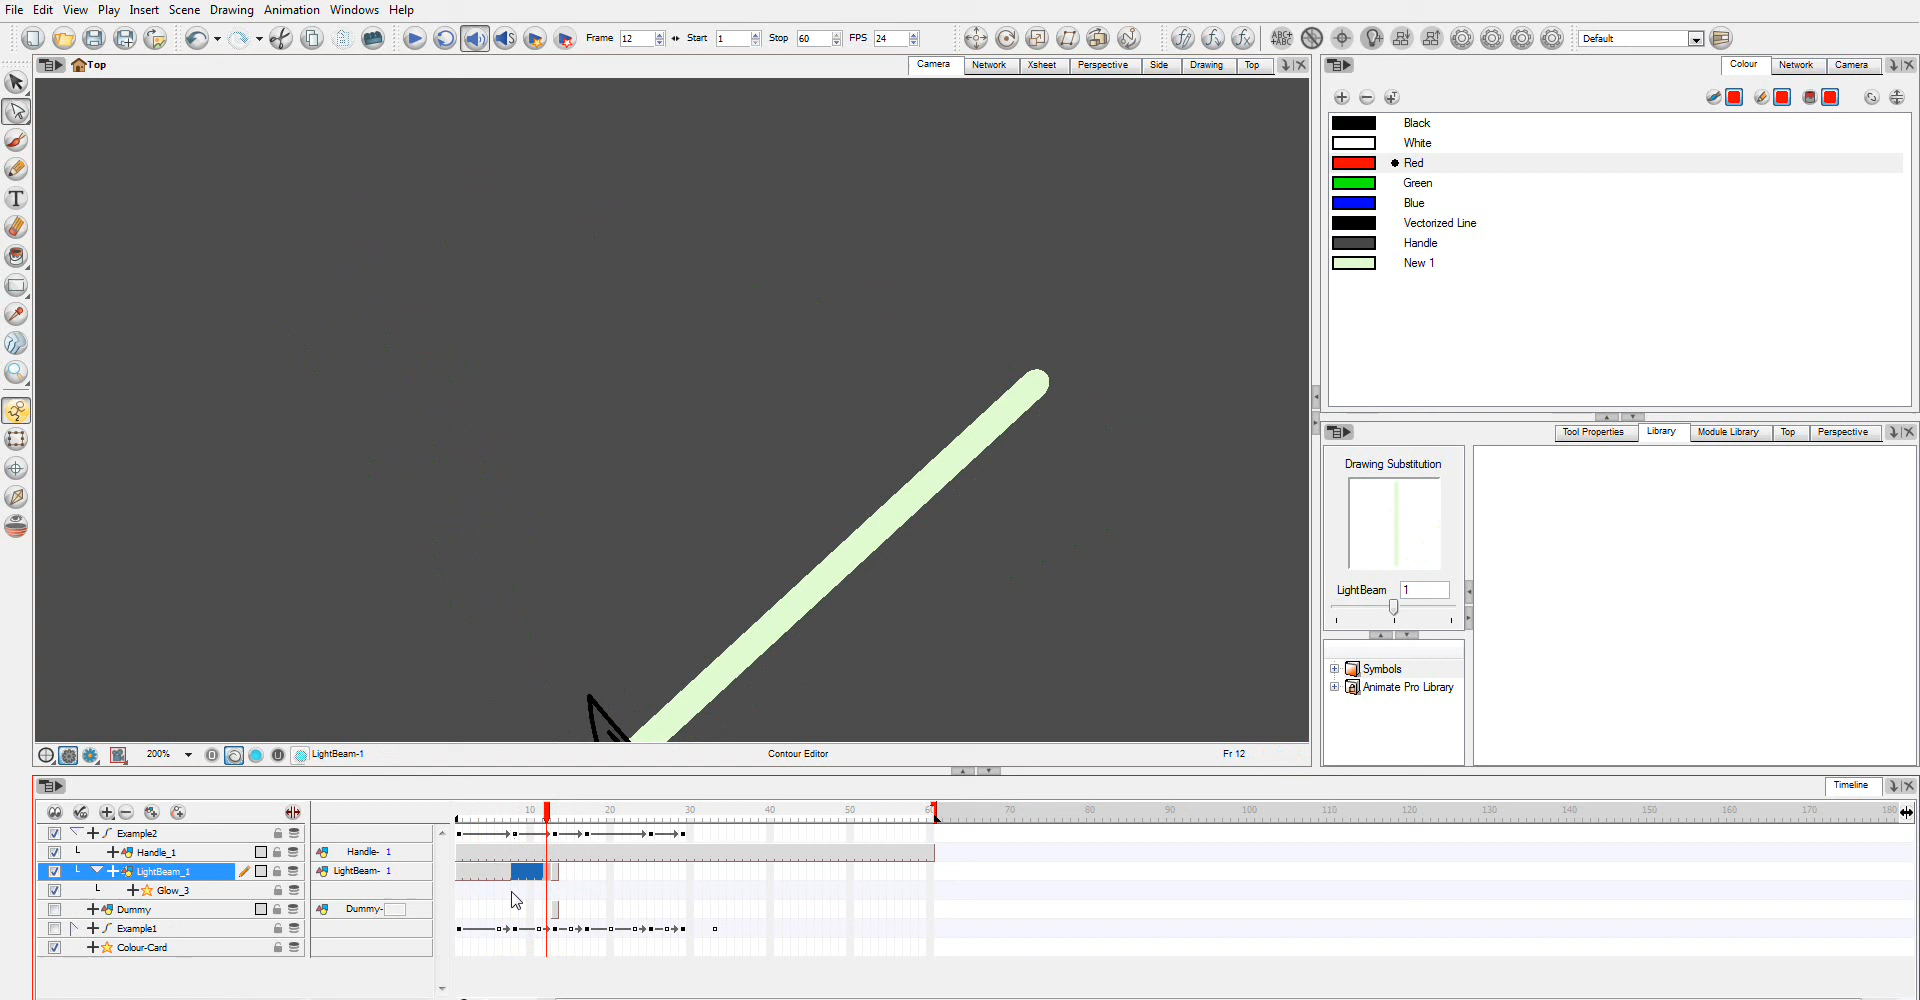 File Edit View Play Insert Scene Drawing Animation Windows Help
Frame 12 Start 1 Stop 60 FPS 24 Default
Top Camera Network Xsheet Perspective Side Drawing Top
Colour Network Camera
Black
White
Red
Green
Blue
Vectorized Line
Handle
New 1
Tool Properties Library Module Library Top Perspective
Drawing Substitution
LightBeam 1
Symbols
Animate Pro Library
200% LightBeam-1 Contour Editor Fr 12
Timeline
10 20 30 40 50 60 70 80 90 100 110 120 130 140 150 160 170 180
Example2
Handle_1 Handle- 1
LightBeam_1 LightBeam- 1
Glow_3
Dummy Dummy-
Example1
Colour-Card